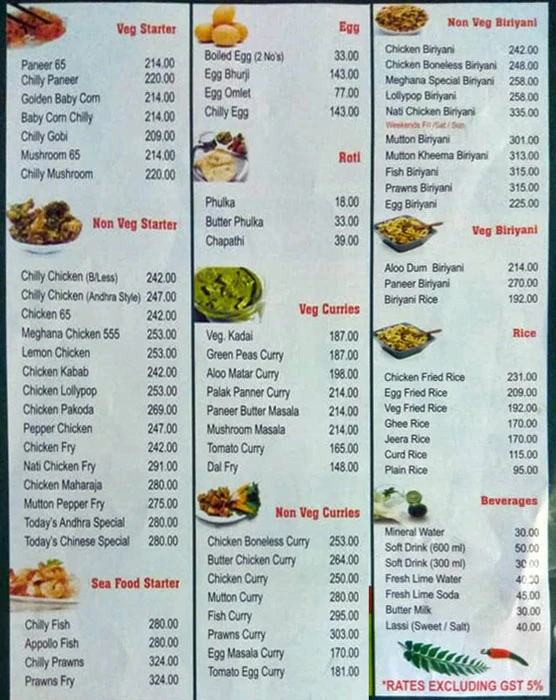 Veg Starter
Paneer 65 214.00
Chilly Paneer 220.00
Golden Baby Corn 214.00
Baby Corn Chilly 214.00
Chilly Gobi 209.00
Mushroom 65 214.00
Chilly Mushroom 220.00
Non Veg Starter
Chilly Chicken (B/Less) 242.00
Chilly Chicken (Andhra Style) 247.00
Chicken 65 242.00
Meghana Chicken 555 253.00
Lemon Chicken 253.00
Chicken Kabab 242.00
Chicken Lollypop 253.00
Chicken Pakoda 269.00
Pepper Chicken 247.00
Chicken Fry 242.00
Nati Chicken Fry 291.00
Chicken Maharaja 280.00
Mutton Pepper Fry 275.00
Today's Andhra Special 280.00
Today's Chinese Special 280.00
Sea Food Starter
Chilly Fish 280.00
Appollo Fish 280.00
Chilly Prawns 324.00
Prawns Fry 324.00
Egg
Boiled Egg (2 No's) 33.00
Egg Bhurji 143.00
Egg Omlet 77.00
Chilly Egg 143.00
Roti
Phulka 18.00
Butter Phulka 33.00
Chapathi 39.00
Veg Curries
Veg. Kadai 187.00
Green Peas Curry 187.00
Aloo Matar Curry 198.00
Palak Panner Curry 214.00
Paneer Butter Masala 214.00
Mushroom Masala 214.00
Tomato Curry 165.00
Dal Fry 148.00
Non Veg Curries
Chicken Boneless Curry 253.00
Butter Chicken Curry 264.00
Chicken Curry 250.00
Mutton Curry 280.00
Fish Curry 295.00
Prawns Curry 303.00
Egg Masala Curry 170.00
Tomato Egg Curry 181.00
Non Veg Biriyani
Chicken Biriyani 242.00
Chicken Boneless Biriyani 248.00
Meghana Special Biriyani 258.00
Lollypop Biriyani 258.00
Nati Chicken Biriyani 335.00
Weekends Fri /Sat / Sun
Mutton Biriyani 301.00
Mutton Kheema Biriyani 313.00
Fish Biriyani 315.00
Prawns Biriyani 315.00
Egg Biriyani 225.00
Veg Biriyani
Aloo Dum Biriyani 214.00
Paneer Biriyani 270.00
Biriyani Rice 192.00
Rice
Chicken Fried Rice 231.00
Egg Fried Rice 209.00
Veg Fried Rice 192.00
Ghee Rice 170.00
Jeera Rice 170.00
Curd Rice 115.00
Plain Rice 95.00
Beverages
Mineral Water 30.00
Soft Drink (600 ml) 50.00
Soft Drink (300 ml) 30.00
Fresh Lime Water 40.00
Fresh Lime Soda 45.00
Butter Milk 30.00
Lassi (Sweet / Salt) 40.00
*RATES EXCLUDING GST 5%